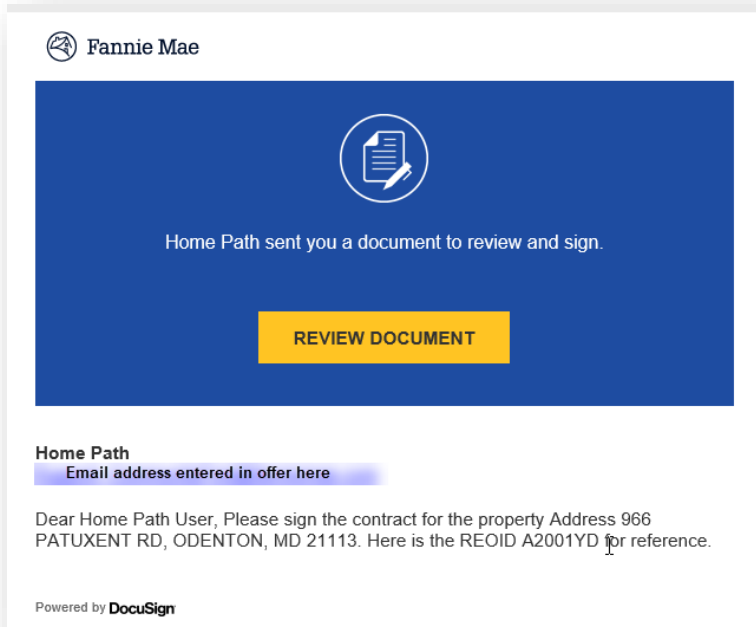 Fannie Mae
Home Path sent you a document to review and sign.
REVIEW DOCUMENT
Home Path
Email address entered in offer here
Dear Home Path User, Please sign the contract for the property Address 966
PATUXENT RD, ODENTON, MD 21113. Here is the REOID A2001YD for reference.
Powered by DocuSign